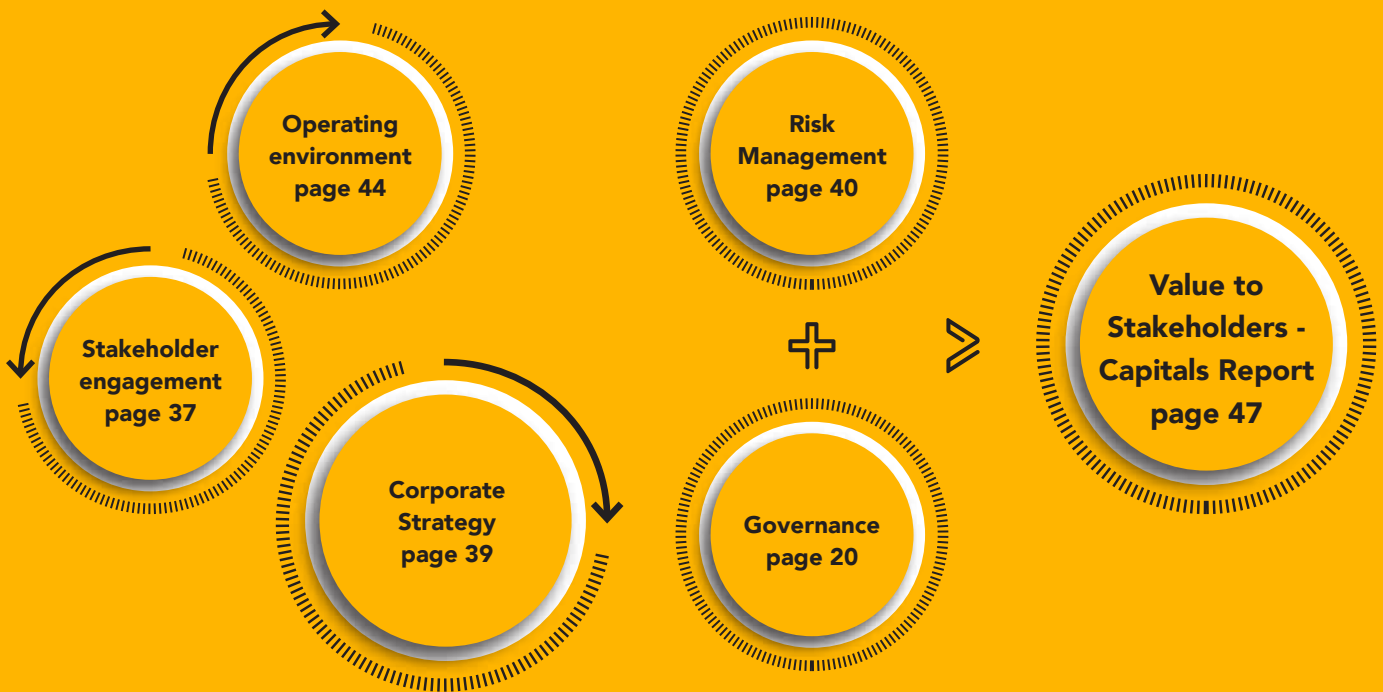 Operating
environment
page 44
Risk
Management
page 40
Stakeholder
engagement
page 37
Value to
Stakeholders -
Capitals Report
page 47
Corporate
Strategy
page 39
Governance
page 20